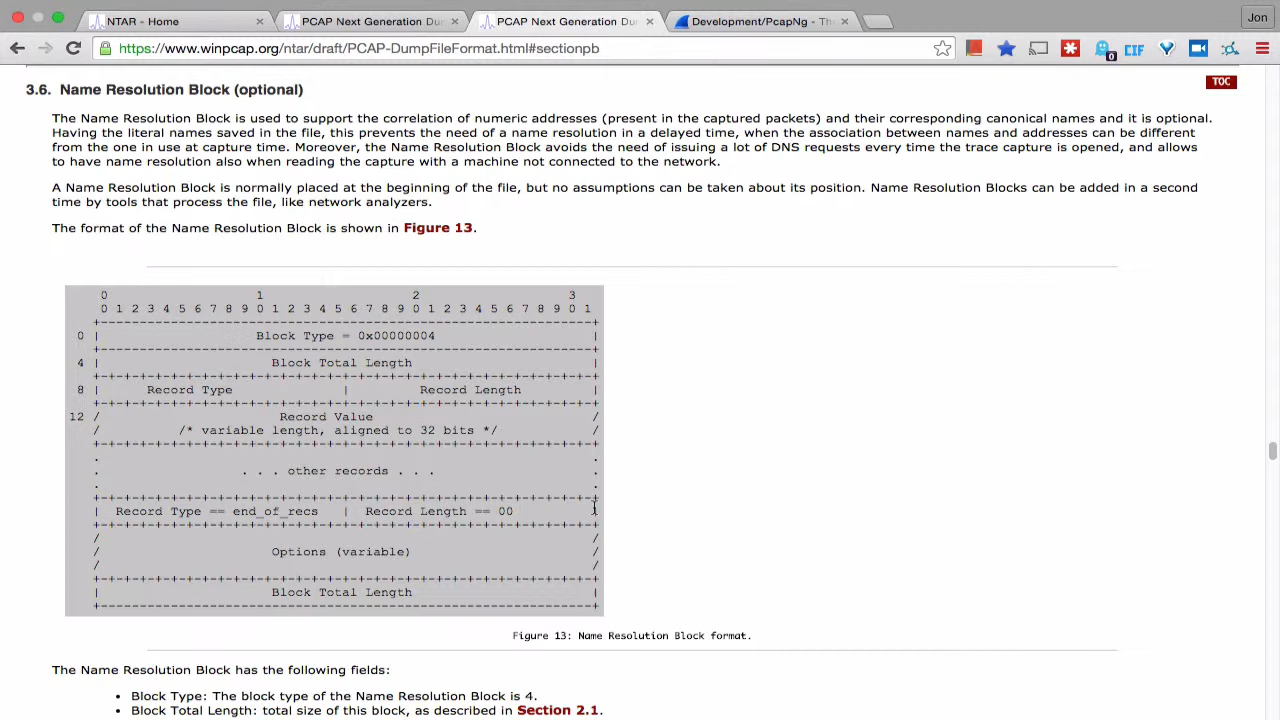 NTAR - Home
PCAP Next Generation Du
PCAP Next Generation Du
Development/PcapNg - Th
Jon
https://www.winpcap.org/ntar/draft/PCAP-DumpFileFormat.html#sectionpb
0
CIF
3.6. Name Resolution Block (optional)
TOC
The Name Resolution Block is used to support the correlation of numeric addresses (present in the captured packets) and their corresponding canonical names and it is optional.
Having the literal names saved in the file, this prevents the need of a name resolution in a delayed time, when the association between names and addresses can be different
from the one in use at capture time. Moreover, the Name Resolution Block avoids the need of issuing a lot of DNS requests every time the trace capture is opened, and allows
to have name resolution also when reading the capture with a machine not connected to the network.
A Name Resolution Block is normally placed at the beginning of the file, but no assumptions can be taken about its position. Name Resolution Blocks can be added in a second
time by tools that process the file, like network analyzers.
The format of the Name Resolution Block is shown in Figure 13.
0 1 2 3
0 1 2 3 4 5 6 7 8 9 0 1 2 3 4 5 6 7 8 9 0 1 2 3 4 5 6 7 8 9 0 1
+---------------------------------------------------------------+
0 | Block Type = 0x00000004 |
+---------------------------------------------------------------+
4 | Block Total Length |
+-+-+-+-+-+-+-+-+-+-+-+-+-+-+-+-+-+-+-+-+-+-+-+-+-+-+-+-+-+-+-+-+
8 | Record Type | Record Length |
+-+-+-+-+-+-+-+-+-+-+-+-+-+-+-+-+-+-+-+-+-+-+-+-+-+-+-+-+-+-+-+-+
12 / Record Value /
/ /* variable length, aligned to 32 bits */ /
+-+-+-+-+-+-+-+-+-+-+-+-+-+-+-+-+-+-+-+-+-+-+-+-+-+-+-+-+-+-+-+-+
. .
. . . . other records . . . .
. .
+-+-+-+-+-+-+-+-+-+-+-+-+-+-+-+-+-+-+-+-+-+-+-+-+-+-+-+-+-+-+-+-+
| Record Type == end_of_recs | Record Length == 00 |
+-+-+-+-+-+-+-+-+-+-+-+-+-+-+-+-+-+-+-+-+-+-+-+-+-+-+-+-+-+-+-+-+
/ /
/ Options (variable) /
/ /
+-+-+-+-+-+-+-+-+-+-+-+-+-+-+-+-+-+-+-+-+-+-+-+-+-+-+-+-+-+-+-+-+
| Block Total Length |
+---------------------------------------------------------------+
Figure 13: Name Resolution Block format.
The Name Resolution Block has the following fields:
• Block Type: The block type of the Name Resolution Block is 4.
• Block Total Length: total size of this block, as described in Section 2.1.